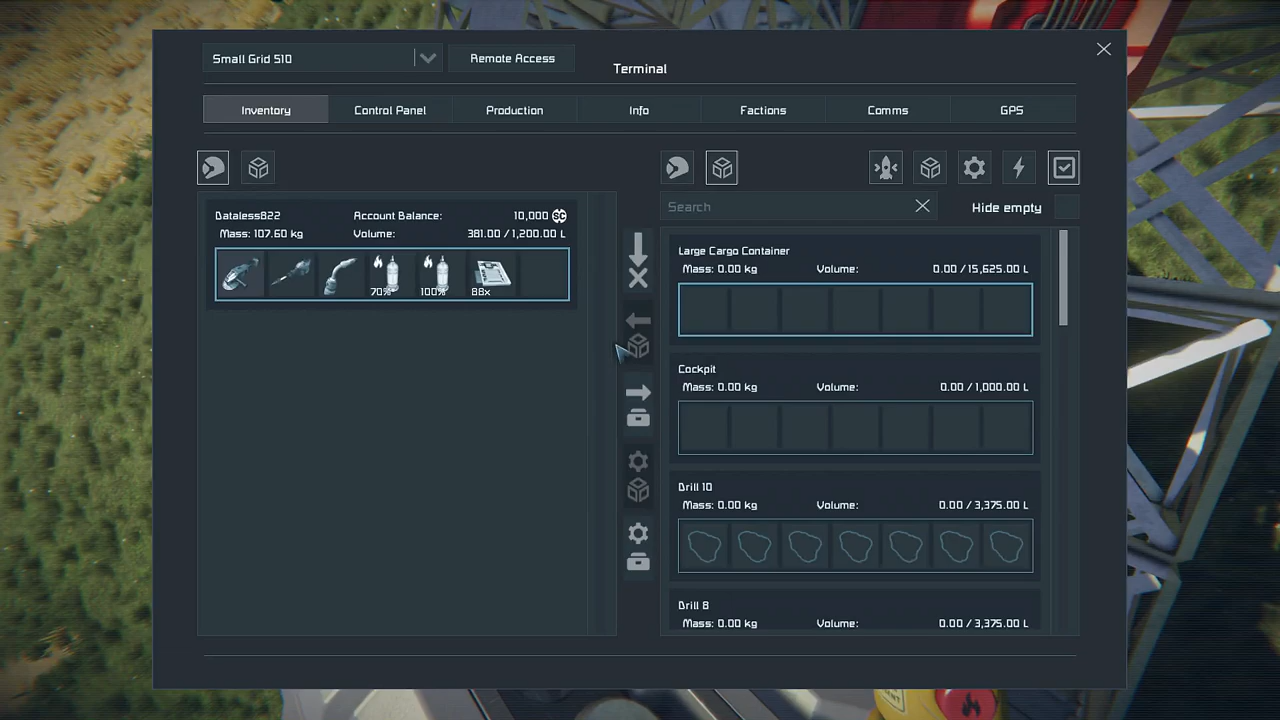 Small Grid 510
Remote Access
Terminal
Inventory
Control Panel
Production
Info
Factions
Comms
GPS
Dataless822
Account Balance:
10,000 SC
Mass: 107.60 kg
Volume:
381.00 / 1,200.00 L
70%
100%
88x
Search
Hide empty
Large Cargo Container
Mass: 0.00 kg
Volume:
0.00 / 15,625.00 L
Cockpit
Mass: 0.00 kg
Volume:
0.00 / 1,000.00 L
Drill 10
Mass: 0.00 kg
Volume:
0.00 / 3,375.00 L
Drill 8
Mass: 0.00 kg
Volume:
0.00 / 3,375.00 L